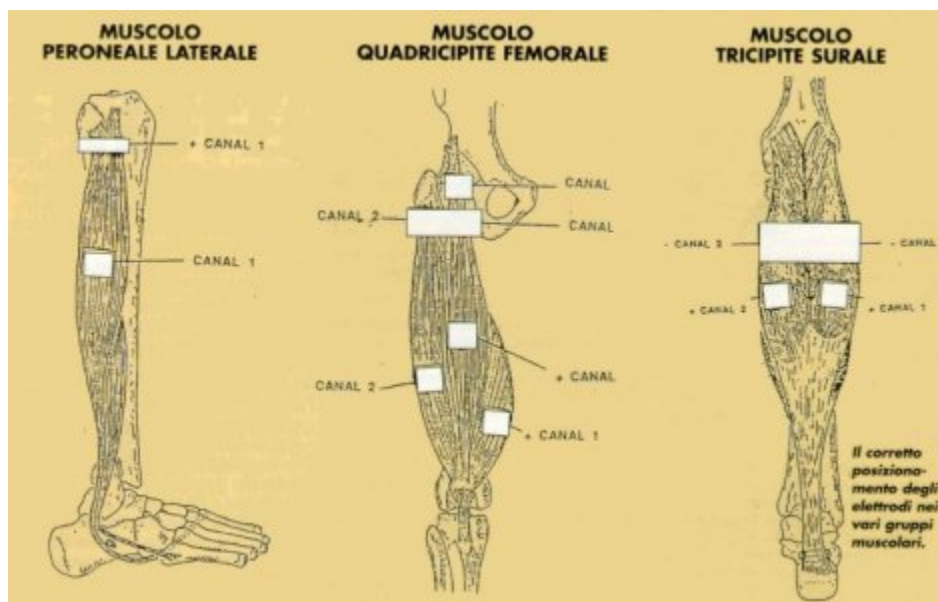 MUSCOLO
PERONEALE LATERALE
+ CANAL 1
CANAL 1
MUSCOLO
QUADRICIPITE FEMORALE
CANAL
CANAL 2
CANAL
+ CANAL
CANAL 2
+ CANAL 1
MUSCOLO
TRICIPITE SURALE
- CANAL 2
- CANAL
+ CANAL 2
+ CANAL 1
Il corretto
posiziona-
mento degli
elettrodi nei
vari gruppi
muscolari.